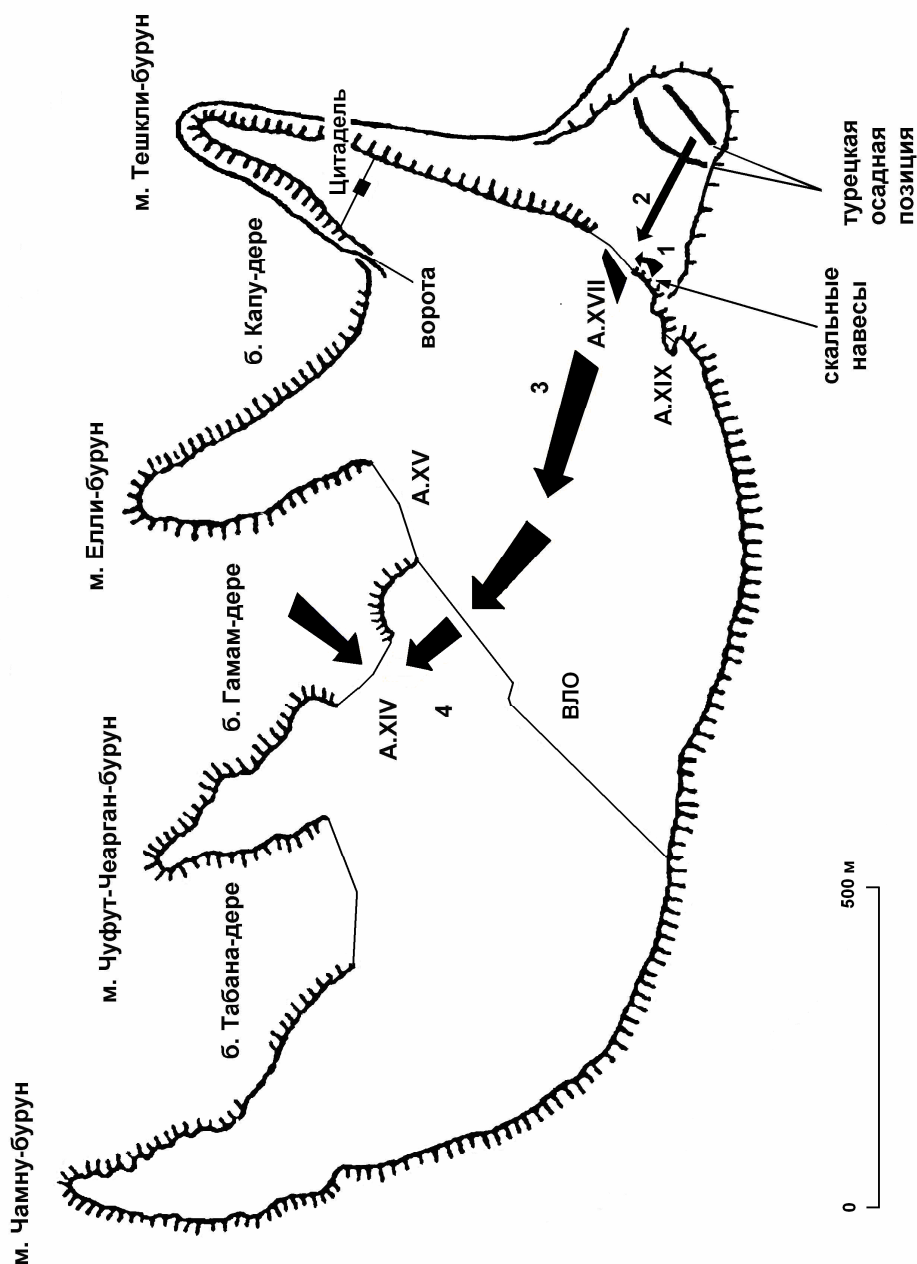 м. Чамну-бурун
м. Чуфут-Чеарган-бурун
м. Елли-бурун
м. Тешкли-бурун
б. Табана-дере
б. Гамам-дере
б. Капу-дере
Цитадель
ворота
А.XIV
А.XV
А.XVII
А.XIX
ВЛО
1
2
3
4
скальные
навесы
турецкая
осадная
позиция
0
500 м